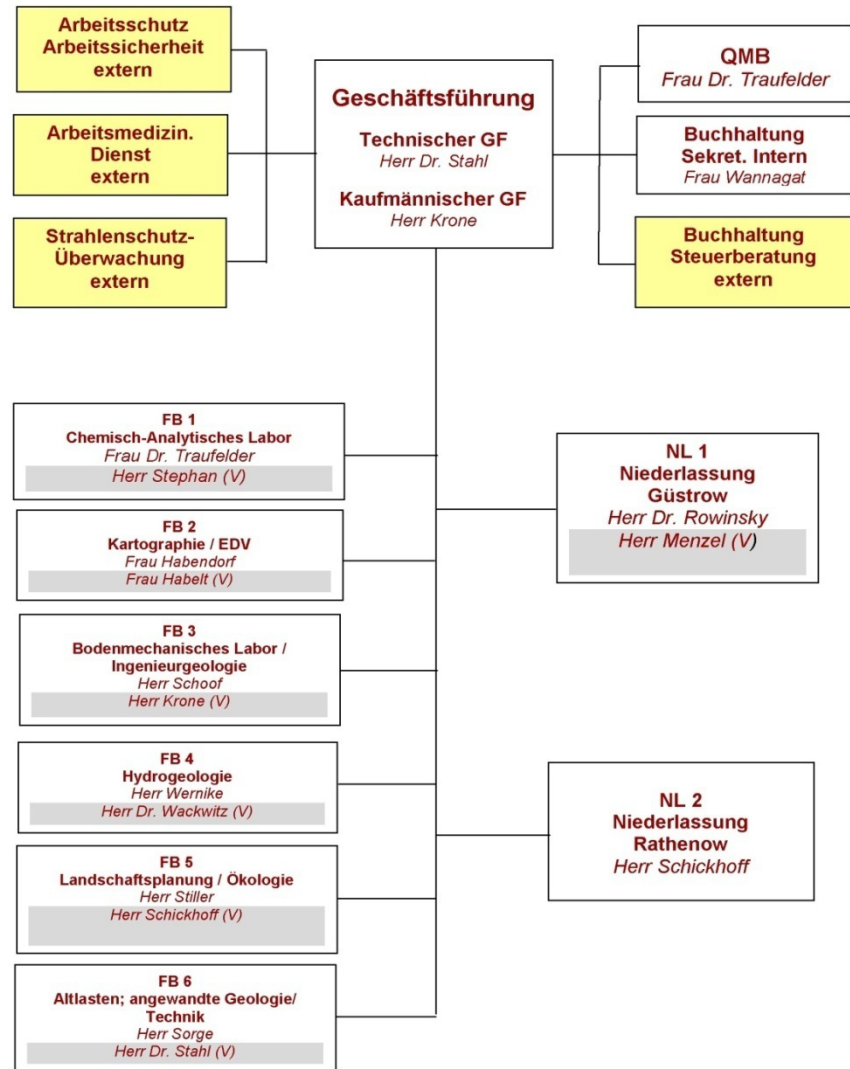 Arbeitsschutz
Arbeitssicherheit
extern
Arbeitsmedizin.
Dienst
extern
Strahlenschutz-
Überwachung
extern
Geschäftsführung
Technischer GF
Herr Dr. Stahl
Kaufmännischer GF
Herr Krone
QMB
Frau Dr. Traufelder
Buchhaltung
Sekret. Intern
Frau Wannagat
Buchhaltung
Steuerberatung
extern
FB 1
Chemisch-Analytisches Labor
Frau Dr. Traufelder
Herr Stephan (V)
FB 2
Kartographie / EDV
Frau Habendorf
Frau Habelt (V)
FB 3
Bodenmechanisches Labor /
Ingenieurgeologie
Herr Schoof
Herr Krone (V)
FB 4
Hydrogeologie
Herr Wernike
Herr Dr. Wackwitz (V)
FB 5
Landschaftsplanung / Ökologie
Herr Stiller
Herr Schickhoff (V)
FB 6
Altlasten; angewandte Geologie/
Technik
Herr Sorge
Herr Dr. Stahl (V)
NL 1
Niederlassung
Güstrow
Herr Dr. Rowinsky
Herr Menzel (V)
NL 2
Niederlassung
Rathenow
Herr Schickhoff